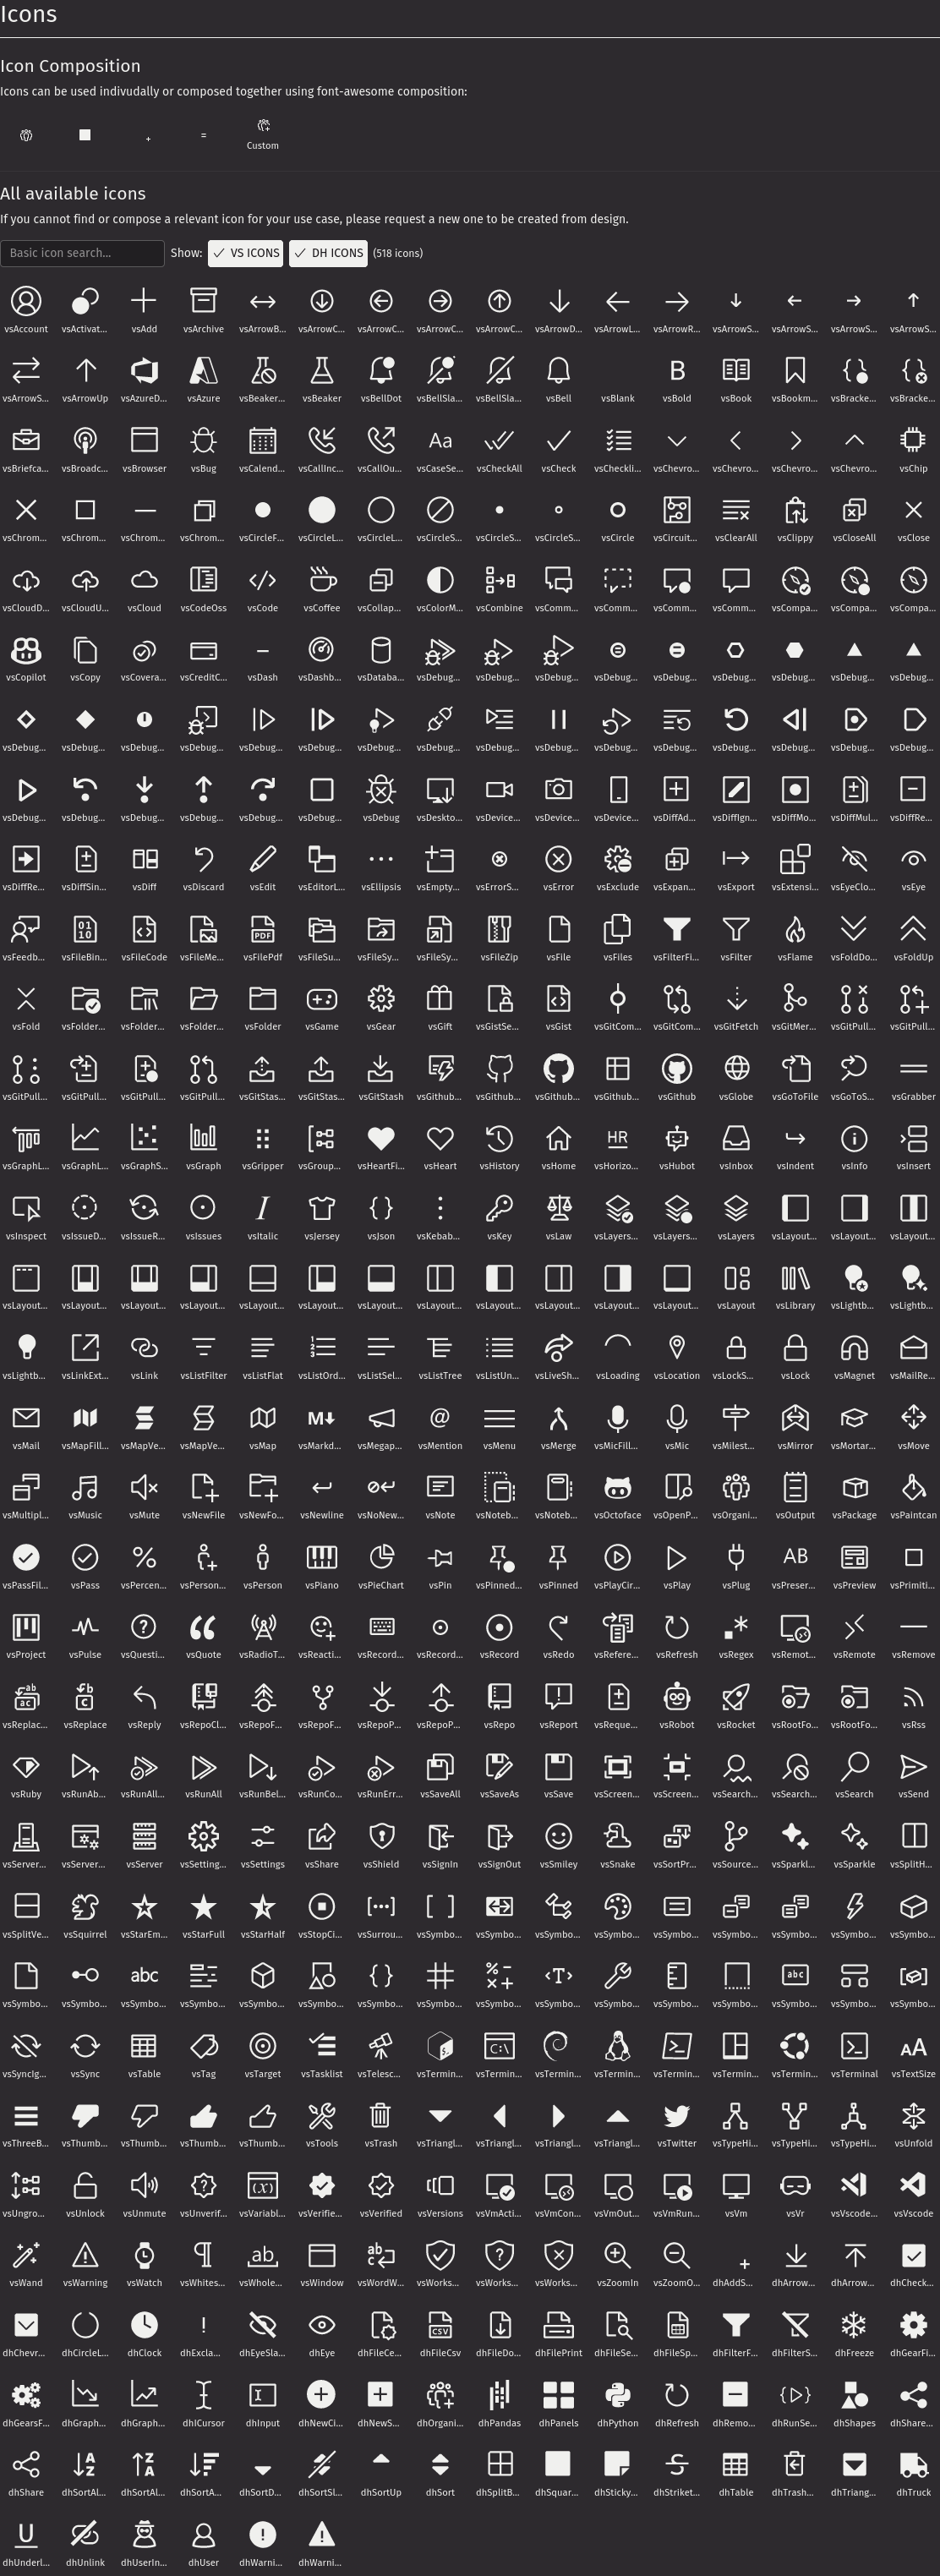 Icons
Icon Composition
Icons can be used indivudally or composed together using font-awesome composition:
+ =
Custom
All available icons
If you cannot find or compose a relevant icon for your use case, please request a new one to be created from design.
Basic icon search... Show: VS ICONS DH ICONS (518 icons)
vsAccount vsActivat... vsAdd vsArchive vsArrowB... vsArrowC... vsArrowC... vsArrowC... vsArrowC... vsArrowD... vsArrowL... vsArrowR... vsArrowS... vsArrowS... vsArrowS... vsArrowS...
B
vsArrowS... vsArrowUp vsAzureD... vsAzure vsBeaker... vsBeaker vsBellDot vsBellSla... vsBellSla... vsBell vsBlank vsBold vsBook vsBookm... vsBracke... vsBracke...
Aa
vsBriefca... vsBroadc... vsBrowser vsBug vsCalend... vsCallInc... vsCallOu... vsCaseSe... vsCheckAll vsCheck vsCheckli... vsChevro... vsChevro... vsChevro... vsChevro... vsChip
vsChrom... vsChrom... vsChrom... vsChrom... vsCircleF... vsCircleL... vsCircleL... vsCircleS... vsCircleS... vsCircleS... vsCircle vsCircuit... vsClearAll vsClippy vsCloseAll vsClose
vsCloudD... vsCloudU... vsCloud vsCodeOss vsCode vsCoffee vsCollap... vsColorM... vsCombine vsComm... vsComm... vsComm... vsComm... vsCompa... vsCompa... vsCompa...
vsCopilot vsCopy vsCovera... vsCreditC... vsDash vsDashb... vsDataba... vsDebug... vsDebug... vsDebug... vsDebug... vsDebug... vsDebug... vsDebug... vsDebug... vsDebug...
vsDebug... vsDebug... vsDebug... vsDebug... vsDebug... vsDebug... vsDebug... vsDebug... vsDebug... vsDebug... vsDebug... vsDebug... vsDebug... vsDebug... vsDebug... vsDebug...
vsDebug... vsDebug... vsDebug... vsDebug... vsDebug... vsDebug... vsDebug vsDeskto... vsDevice... vsDevice... vsDevice... vsDiffAd... vsDiffIgn... vsDiffMo... vsDiffMul... vsDiffRe...
vsDiffRe... vsDiffSin... vsDiff vsDiscard vsEdit vsEditorL... vsEllipsis vsEmpty... vsErrorS... vsError vsExclude vsExpan... vsExport vsExtensi... vsEyeClo... vsEye
01 10 PDF
vsFeedb... vsFileBin... vsFileCode vsFileMe... vsFilePdf vsFileSu... vsFileSy... vsFileSy... vsFileZip vsFile vsFiles vsFilterFi... vsFilter vsFlame vsFoldDo... vsFoldUp
vsFold vsFolder... vsFolder... vsFolder... vsFolder vsGame vsGear vsGift vsGistSe... vsGist vsGitCom... vsGitCom... vsGitFetch vsGitMer... vsGitPull... vsGitPull...
vsGitPull... vsGitPull... vsGitPull... vsGitPull... vsGitStas... vsGitStas... vsGitStash vsGithub... vsGithub... vsGithub... vsGithub... vsGithub vsGlobe vsGoToFile vsGoToS... vsGrabber
HR
vsGraphL... vsGraphL... vsGraphS... vsGraph vsGripper vsGroup... vsHeartFi... vsHeart vsHistory vsHome vsHorizo... vsHubot vsInbox vsIndent vsInfo vsInsert
I
vsInspect vsIssueD... vsIssueR... vsIssues vsItalic vsJersey vsJson vsKebab... vsKey vsLaw vsLayers... vsLayers... vsLayers vsLayout... vsLayout... vsLayout...
vsLayout... vsLayout... vsLayout... vsLayout... vsLayout... vsLayout... vsLayout... vsLayout... vsLayout... vsLayout... vsLayout... vsLayout... vsLayout vsLibrary vsLightb... vsLightb...
1 2 3
vsLightb... vsLinkExt... vsLink vsListFilter vsListFlat vsListOrd... vsListSel... vsListTree vsListUn... vsLiveSh... vsLoading vsLocation vsLockS... vsLock vsMagnet vsMailRe...
M @
vsMail vsMapFill... vsMapVe... vsMapVe... vsMap vsMarkd... vsMegap... vsMention vsMenu vsMerge vsMicFill... vsMic vsMilest... vsMirror vsMortar... vsMove
vsMultipl... vsMusic vsMute vsNewFile vsNewFo... vsNewline vsNoNew... vsNote vsNoteb... vsNoteb... vsOctoface vsOpenP... vsOrgani... vsOutput vsPackage vsPaintcan
% AB
vsPassFil... vsPass vsPercen... vsPerson... vsPerson vsPiano vsPieChart vsPin vsPinned... vsPinned vsPlayCir... vsPlay vsPlug vsPreser... vsPreview vsPrimiti...
vsProject vsPulse vsQuesti... vsQuote vsRadioT... vsReacti... vsRecord... vsRecord... vsRecord vsRedo vsRefere... vsRefresh vsRegex vsRemot... vsRemote vsRemove
ab ac b c
vsReplac... vsReplace vsReply vsRepoCl... vsRepoF... vsRepoF... vsRepoP... vsRepoP... vsRepo vsReport vsReque... vsRobot vsRocket vsRootFo... vsRootFo... vsRss
vsRuby vsRunAb... vsRunAll... vsRunAll vsRunBel... vsRunCo... vsRunErr... vsSaveAll vsSaveAs vsSave vsScreen... vsScreen... vsSearch... vsSearch... vsSearch vsSend
vsServer... vsServer... vsServer vsSetting... vsSettings vsShare vsShield vsSignIn vsSignOut vsSmiley vsSnake vsSortPr... vsSource... vsSparkl... vsSparkle vsSplitH...
vsSplitVe... vsSquirrel vsStarEm... vsStarFull vsStarHalf vsStopCi... vsSurrou... vsSymbo... vsSymbo... vsSymbo... vsSymbo... vsSymbo... vsSymbo... vsSymbo... vsSymbo... vsSymbo...
abc <T> abc
vsSymbo... vsSymbo... vsSymbo... vsSymbo... vsSymbo... vsSymbo... vsSymbo... vsSymbo... vsSymbo... vsSymbo... vsSymbo... vsSymbo... vsSymbo... vsSymbo... vsSymbo... vsSymbo...
C:\ AA
vsSyncIg... vsSync vsTable vsTag vsTarget vsTasklist vsTelesc... vsTermin... vsTermin... vsTermin... vsTermin... vsTermin... vsTermin... vsTermin... vsTerminal vsTextSize
vsThreeB... vsThumb... vsThumb... vsThumb... vsThumb... vsTools vsTrash vsTriangl... vsTriangl... vsTriangl... vsTriangl... vsTwitter vsTypeHi... vsTypeHi... vsTypeHi... vsUnfold
(x)
vsUngro... vsUnlock vsUnmute vsUnverif... vsVariabl... vsVerifie... vsVerified vsVersions vsVmActi... vsVmCon... vsVmOut... vsVmRun... vsVm vsVr vsVscode... vsVscode
ab ab c
vsWand vsWarning vsWatch vsWhites... vsWhole... vsWindow vsWordW... vsWorks... vsWorks... vsWorks... vsZoomIn vsZoomO... dhAddS... dhArrow... dhArrow... dhCheck...
CSV
dhChevr... dhCircleL... dhClock dhExcla... dhEyeSla... dhEye dhFileCe... dhFileCsv dhFileDo... dhFilePrint dhFileSe... dhFileSp... dhFilterF... dhFilterS... dhFreeze dhGearFi...
dhGearsF... dhGraph... dhGraph... dhICursor dhInput dhNewCi... dhNewS... dhOrgani... dhPandas dhPanels dhPython dhRefresh dhRemo... dhRunSe... dhShapes dhShare...
A Z Z A S
dhShare dhSortAl... dhSortAl... dhSortA... dhSortD... dhSortSl... dhSortUp dhSort dhSplitB... dhSquar... dhSticky... dhStriket... dhTable dhTrash... dhTriang... dhTruck
U
dhUnderl... dhUnlink dhUserIn... dhUser dhWarni... dhWarni...